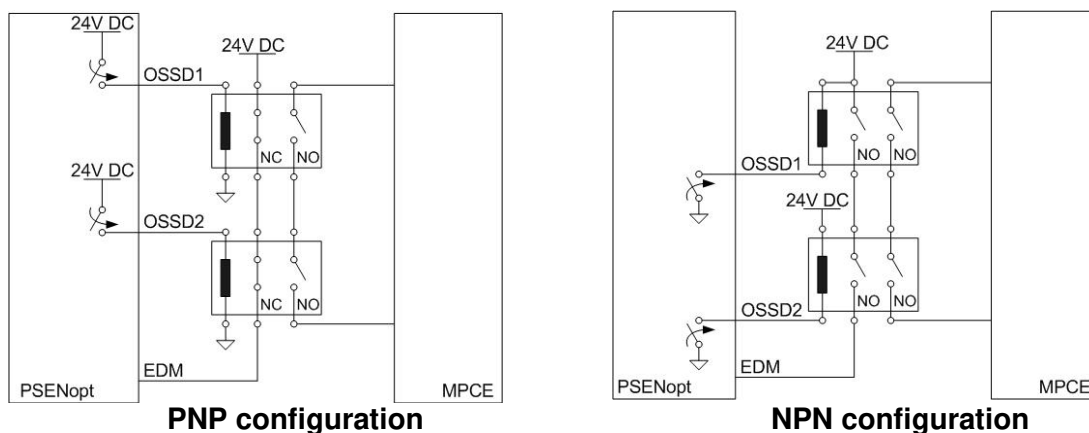 24V DC
OSSD1
24V DC
NC
NO
24V DC
OSSD2
NC
NO
EDM
PSENopt
MPCE
PNP configuration
24V DC
NO
NO
OSSD1
24V DC
NO
NO
OSSD2
EDM
PSENopt
MPCE
NPN configuration